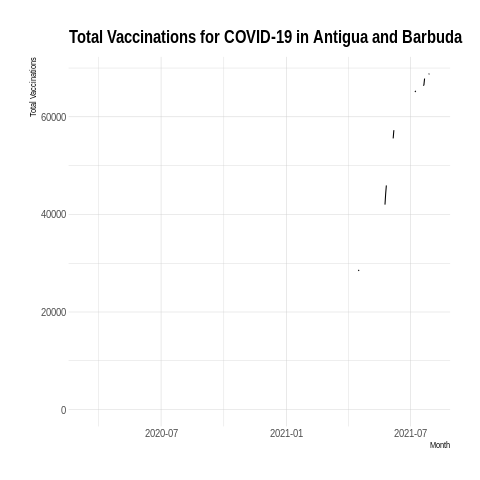 Total Vaccinations for COVID-19 in Antigua and Barbuda
Total Vaccinations
60000
40000
20000
0
2020-07 2021-01 2021-07
Month